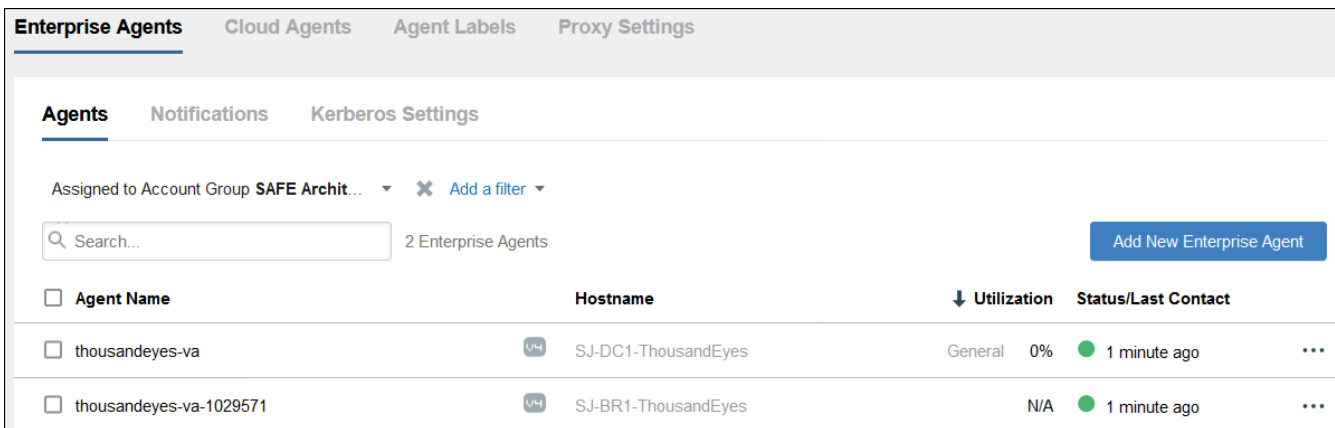 Enterprise Agents Cloud Agents Agent Labels Proxy Settings
Agents Notifications Kerberos Settings
Assigned to Account Group SAFE Archit... Add a filter
Search... 2 Enterprise Agents Add New Enterprise Agent
Agent Name Hostname Utilization Status/Last Contact
thousandeyes-va V4 SJ-DC1-ThousandEyes General 0% 1 minute ago
thousandeyes-va-1029571 V4 SJ-BR1-ThousandEyes N/A 1 minute ago